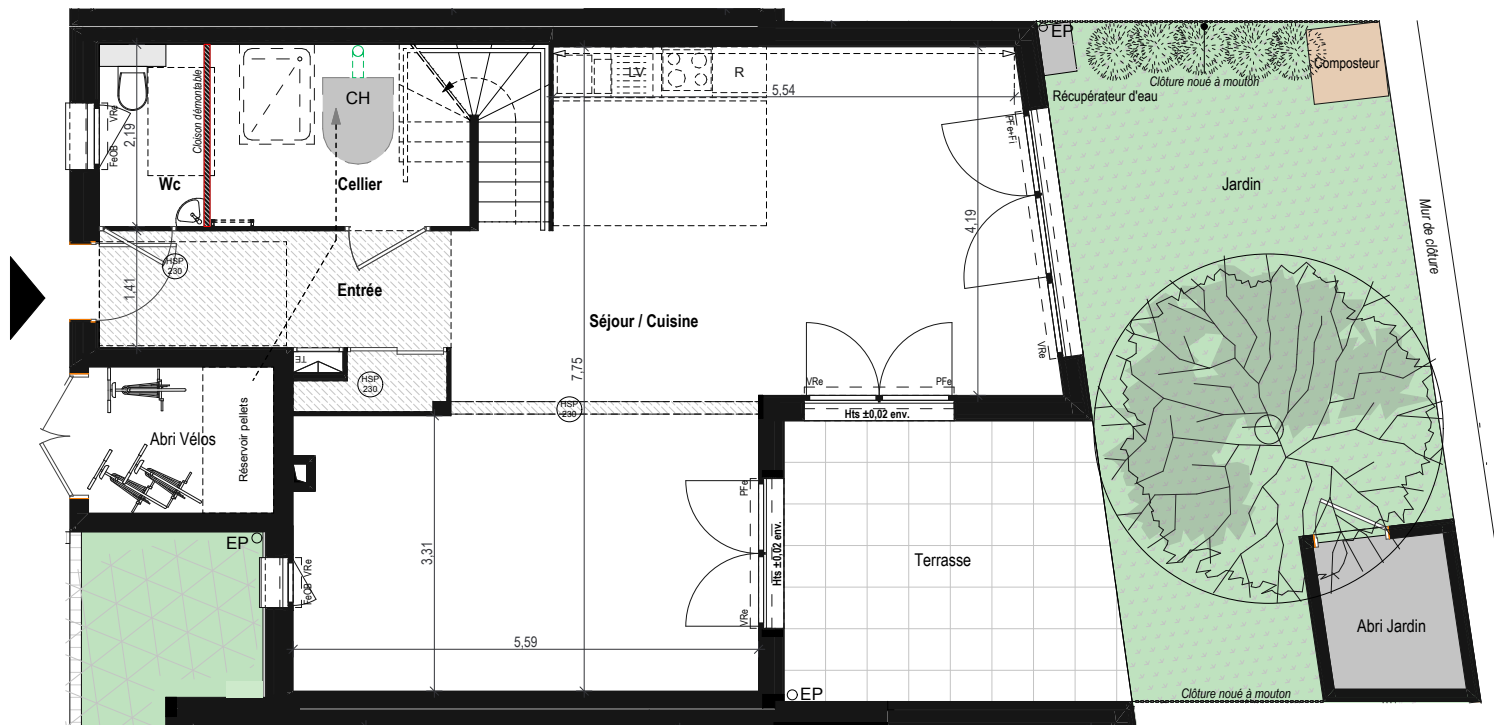 EP
Composteur
Clôture noué à mouton
Récupérateur d'eau
LV
R
5,54
CH
Cloison démontable
VRe
FeOB
2,19
Wc
Cellier
PFe+Fi
Jardin
Mur de clôture
4,19
HSP
230
1,41
Entrée
Séjour / Cuisine
VRe
TE
HSP
230
7,75
VRe
PFe
HSP
230
Hts ±0,02 env.
Abri Vélos
Réservoir pellets
PFe
Hts ±0,02 env.
VRe
EP
3,31
FeOB
VRe
Terrasse
5,59
Abri Jardin
EP
Clôture noué à mouton